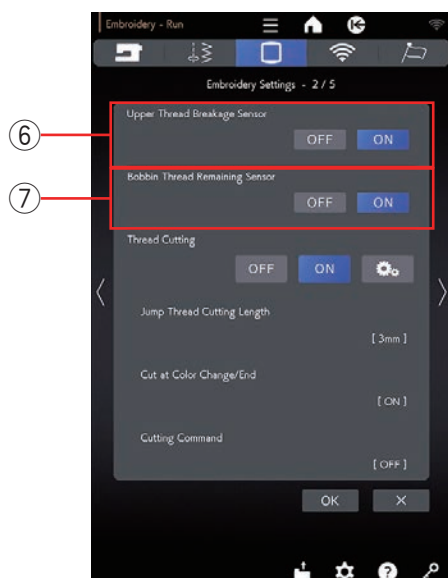 Embroidery - Run
Embroidery Settings - 2 / 5
⑥
Upper Thread Breakage Sensor
OFF ON
⑦
Bobbin Thread Remaining Sensor
OFF ON
Thread Cutting
OFF ON
Jump Thread Cutting Length
[ 3mm ]
Cut at Color Change/End
[ ON ]
Cutting Command
[ OFF ]
OK ×
?